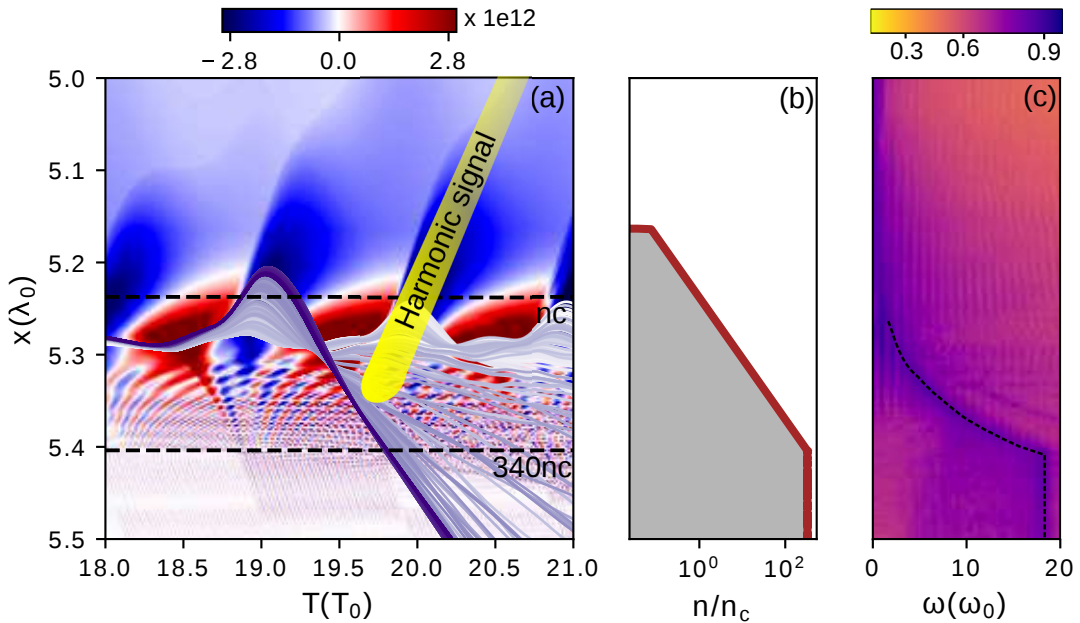 x 1e12
−2.8 0.0 2.8
0.3 0.6 0.9
(a)
(b)
(c)
5.0
5.1
5.2
5.3
5.4
5.5
x(λ0)
Harmonic signal
nc
340nc
18.0 18.5 19.0 19.5 20.0 20.5 21.0
T(T0)
10^0 10^2
n/nc
0 10 20
ω(ω0)